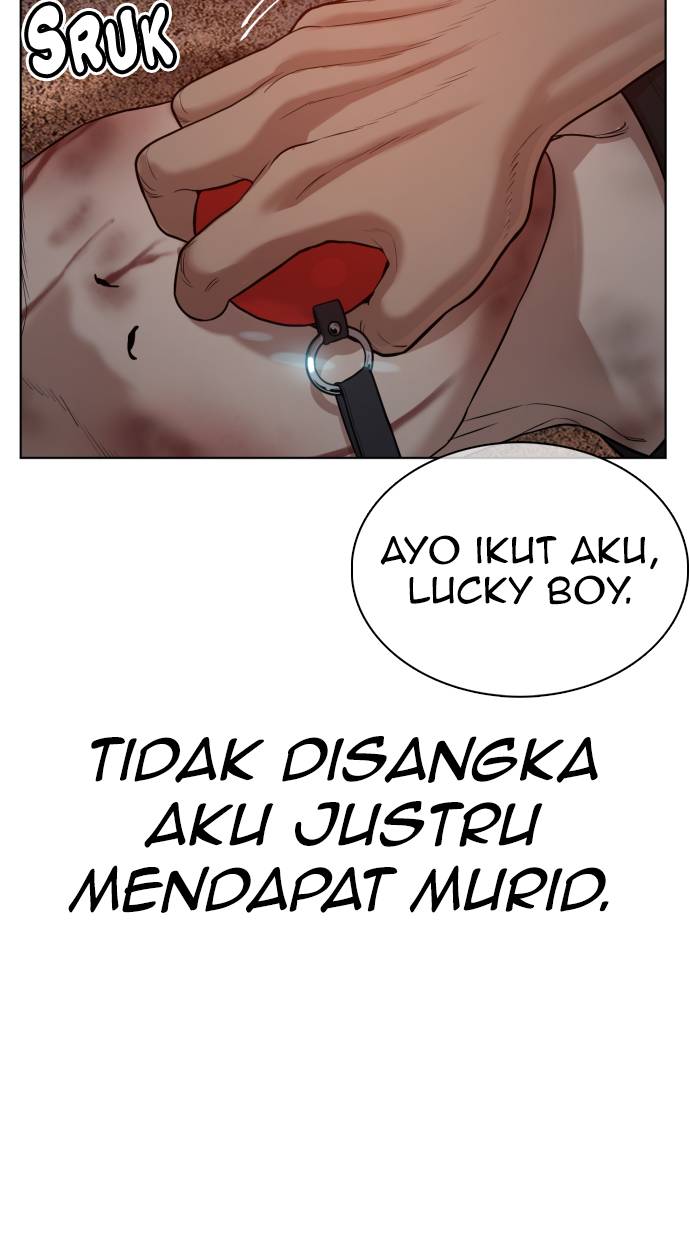 SRUK
AYO IKUT AKU,
LUCKY BOY.
TIDAK DISANGKA
AKU JUSTRU
MENDAPAT MURID.